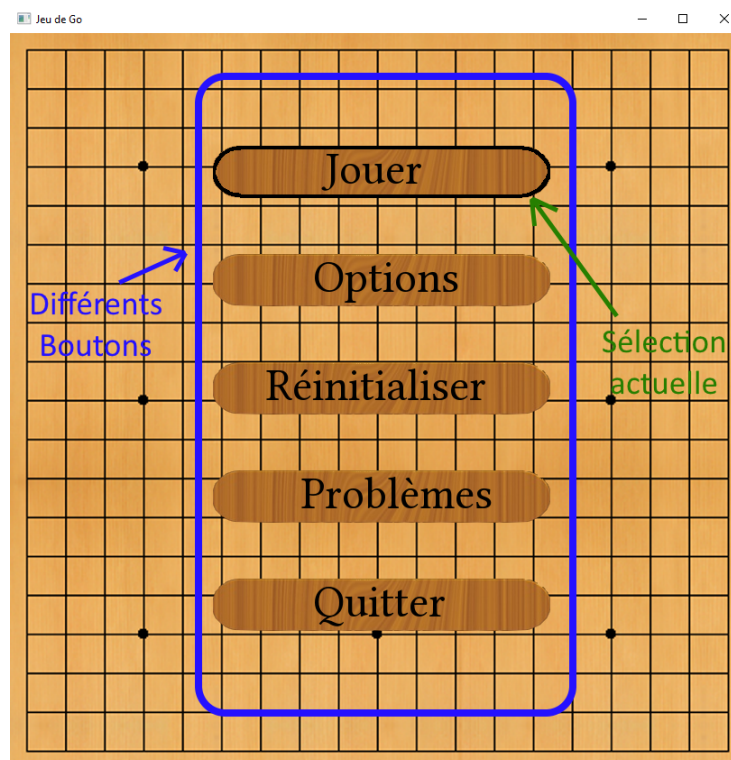 Jeu de Go
Jouer
Options
Différents
Boutons
Sélection
actuelle
Réinitialiser
Problèmes
Quitter